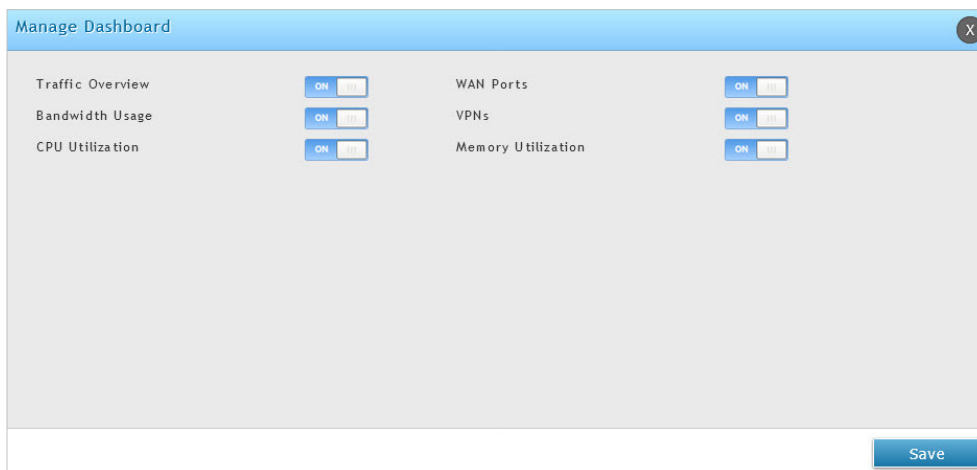 Manage Dashboard
X
Traffic Overview ON WAN Ports ON
Bandwidth Usage ON VPNs ON
CPU Utilization ON Memory Utilization ON
Save